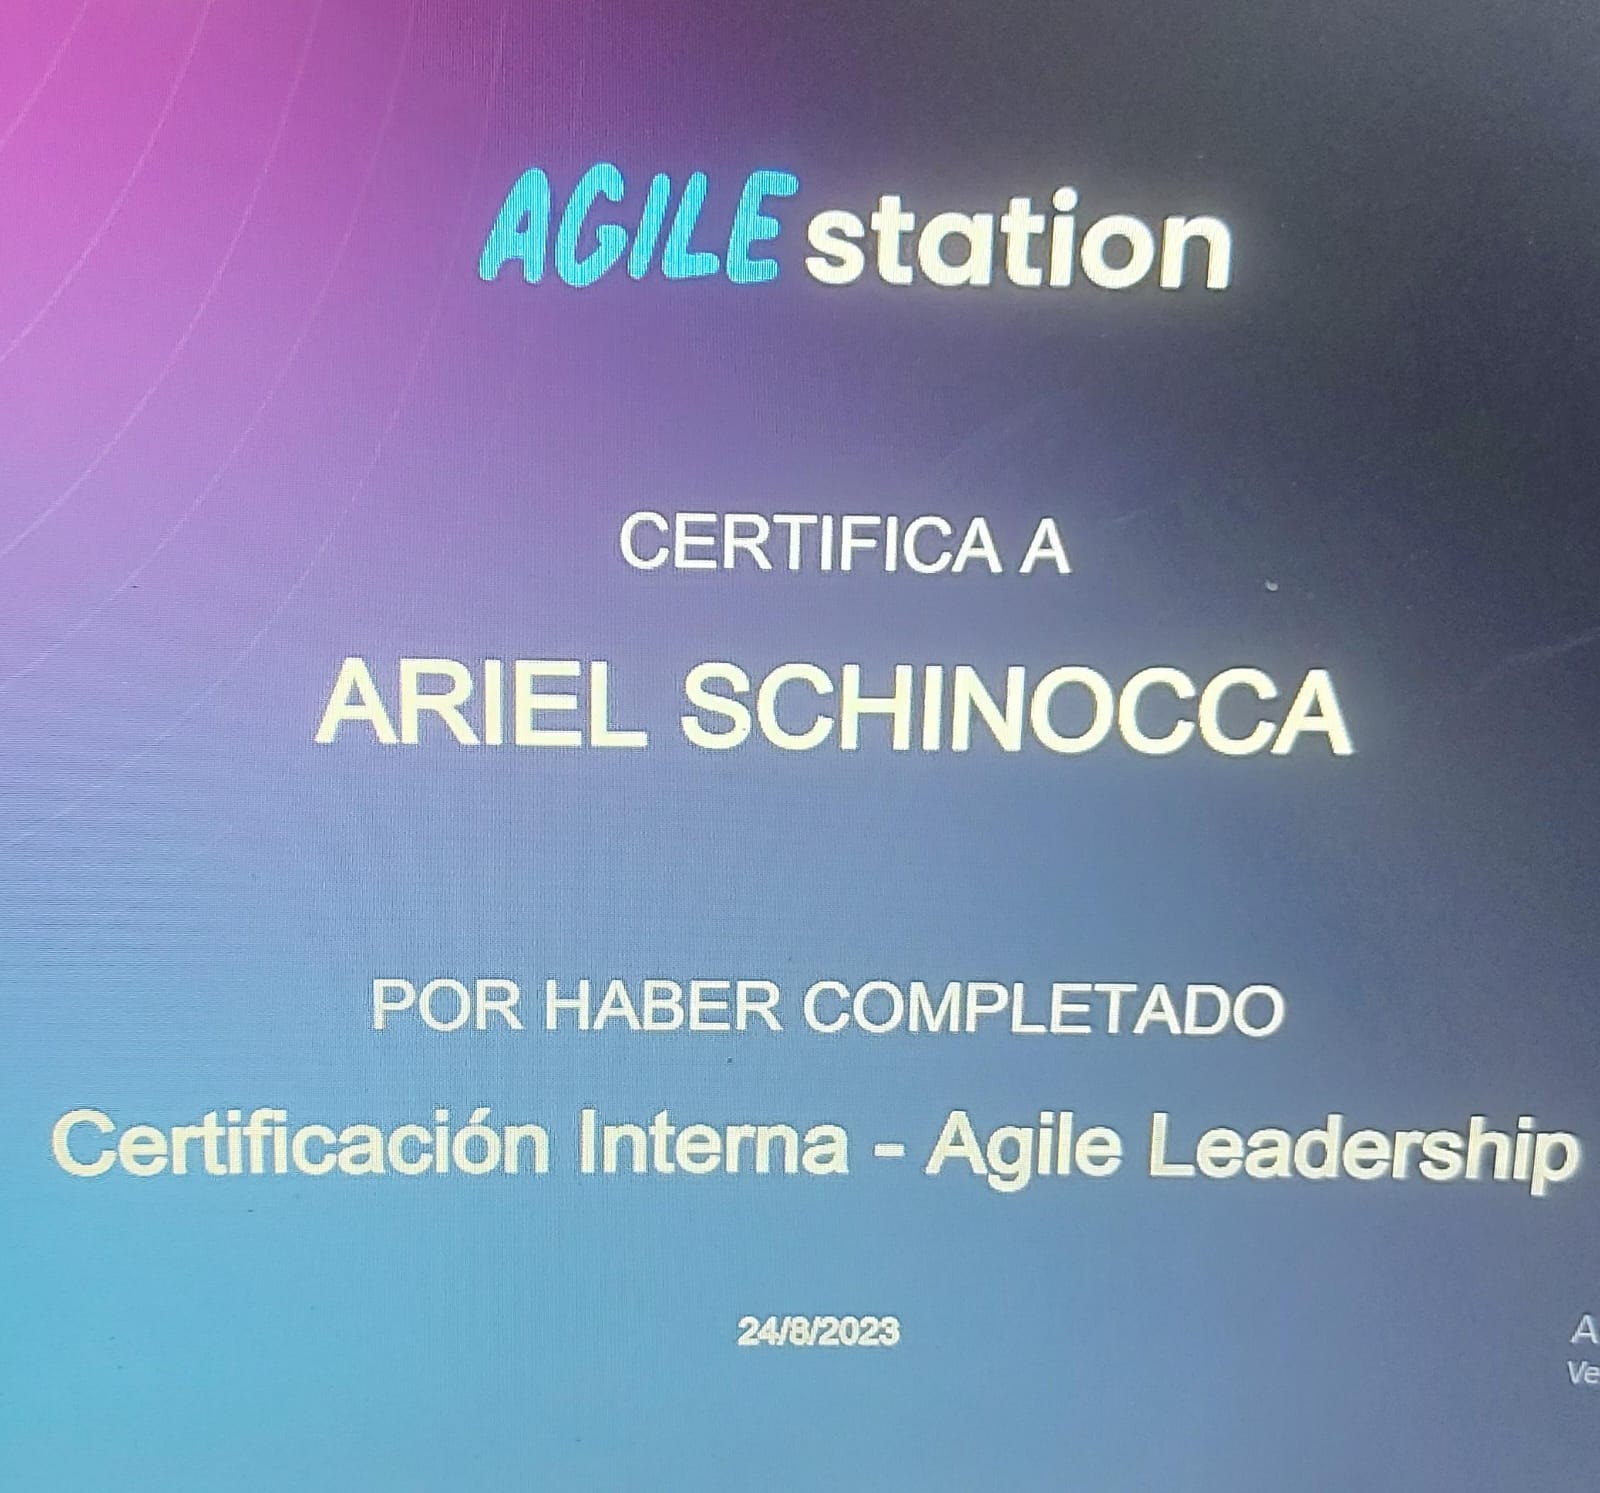 AGILE station
CERTIFICA A
ARIEL SCHINOCCA
POR HABER COMPLETADO
Certificación Interna - Agile Leadership
24/8/2023